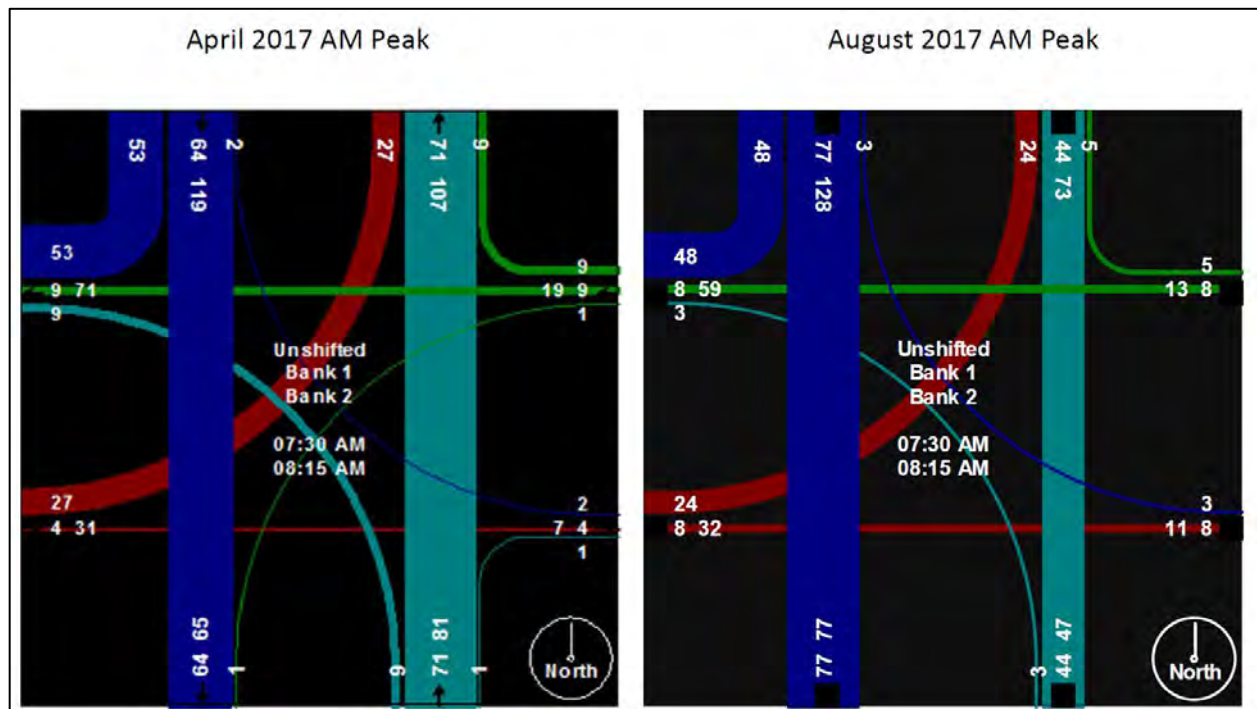 April 2017 AM Peak
August 2017 AM Peak
53
64 119
2
27
71 107
9
53
9 71
9
9
19 9
1
Unshifted
Bank 1
Bank 2
07:30 AM
08:15 AM
27
4 31
2
7 4
1
64 65
1
9
71 81
1
North
48
77 128
3
24
44 73
5
48
8 59
3
5
13 8
Unshifted
Bank 1
Bank 2
07:30 AM
08:15 AM
24
8 32
3
11 8
77 77
3
44 47
North